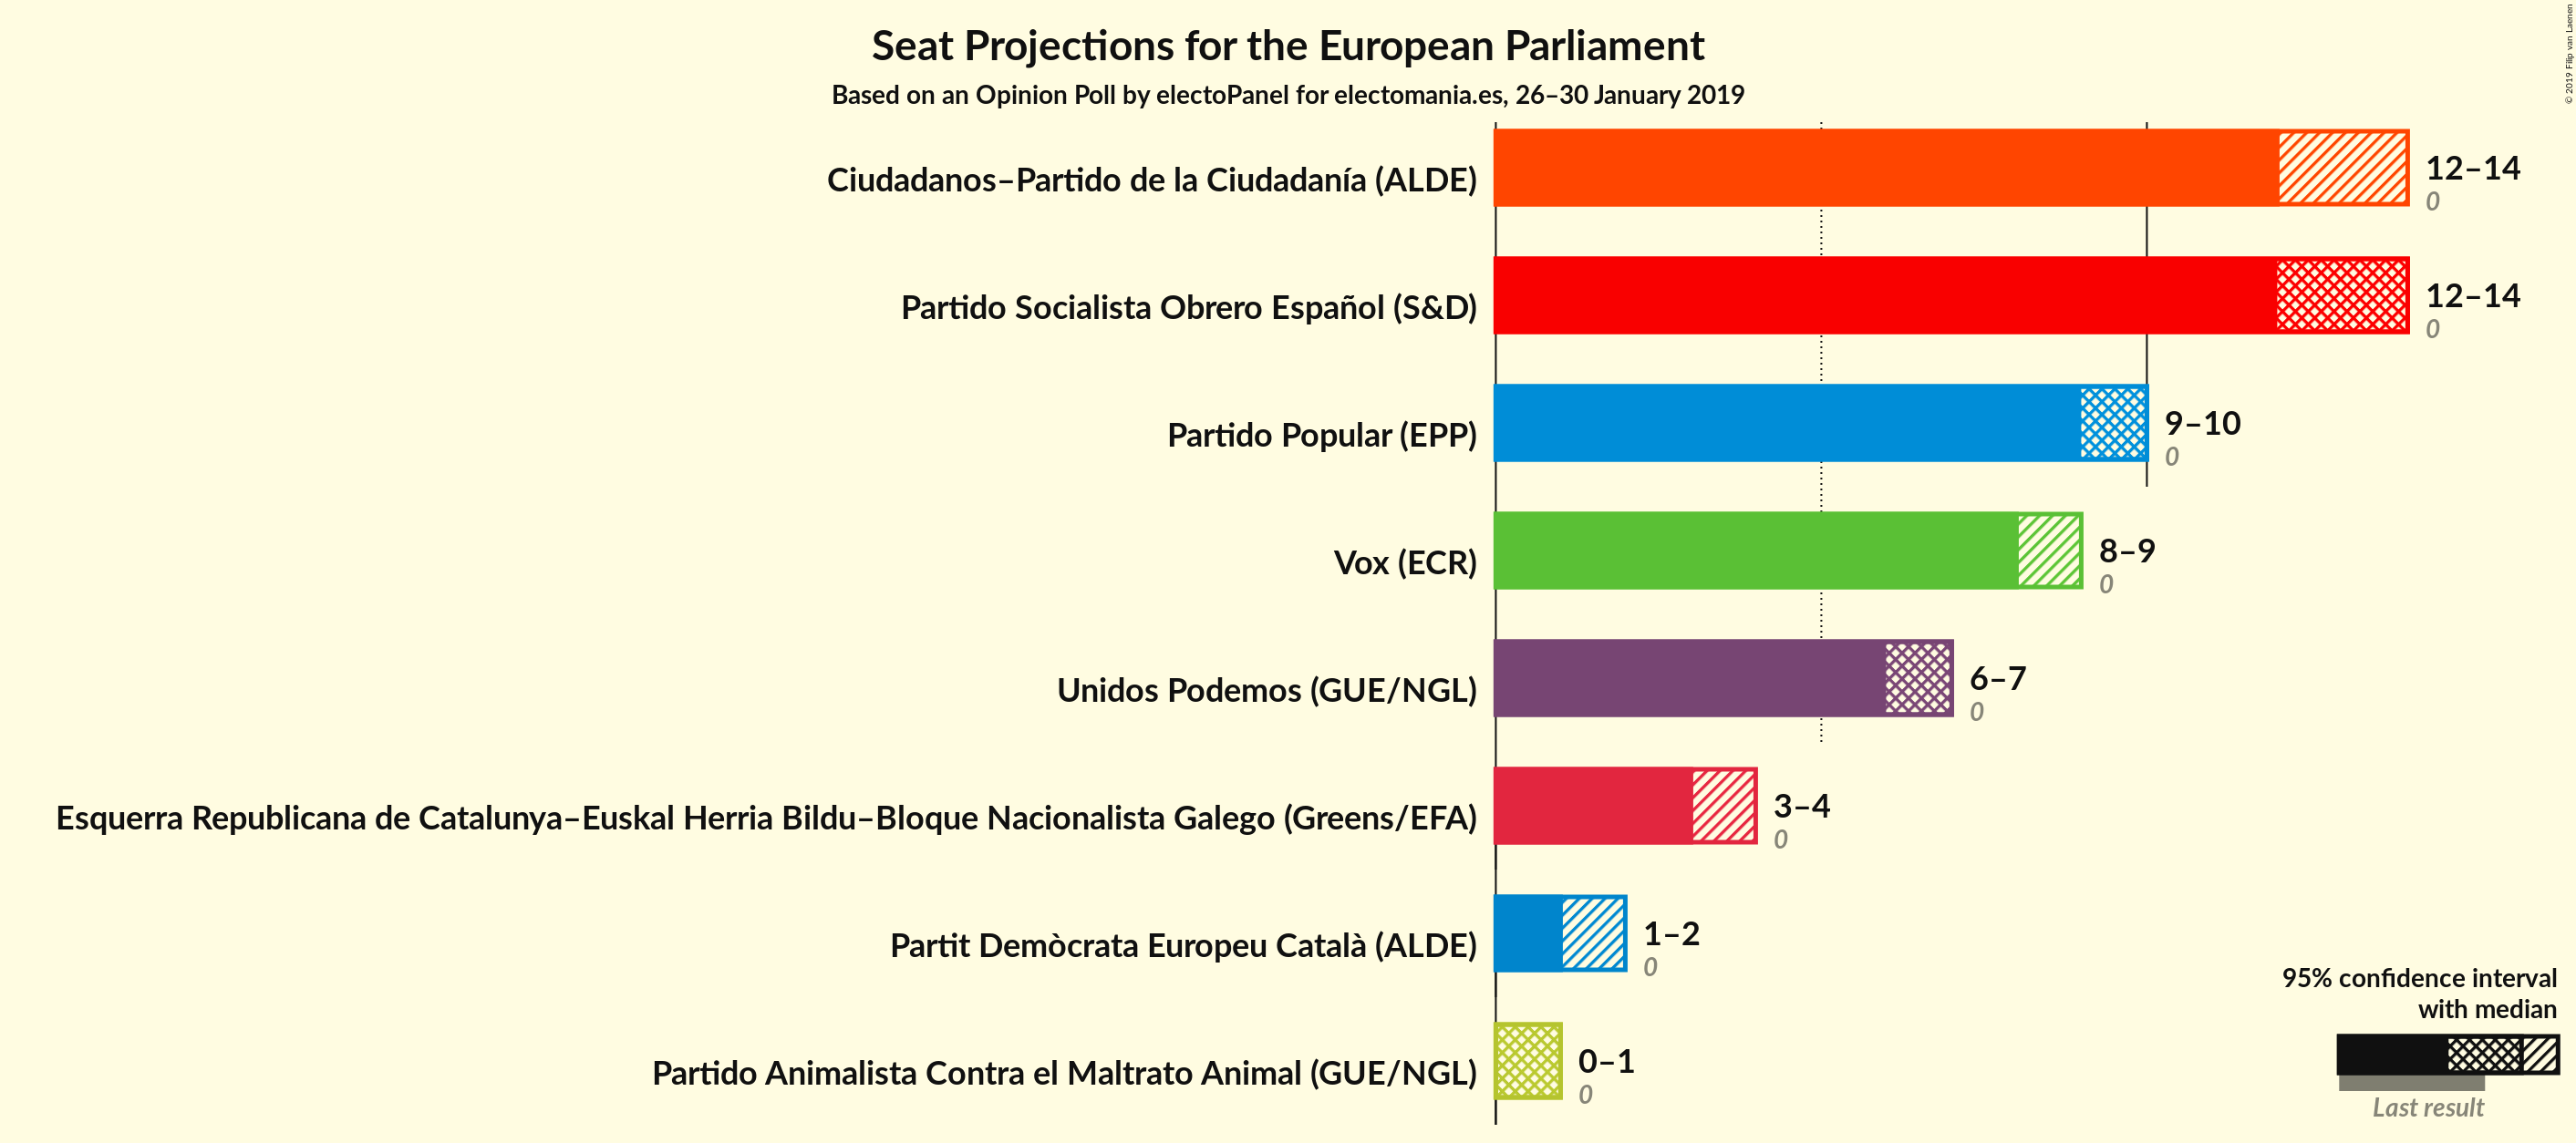 Seat Projections for the European Parliament
Based on an Opinion Poll by electoPanel for electomania.es, 26–30 January 2019
© 2019 Filip van Laenen
Ciudadanos–Partido de la Ciudadanía (ALDE)
12–14
0
Partido Socialista Obrero Español (S&D)
12–14
0
Partido Popular (EPP)
9–10
0
Vox (ECR)
8–9
0
Unidos Podemos (GUE/NGL)
6–7
0
Esquerra Republicana de Catalunya–Euskal Herria Bildu–Bloque Nacionalista Galego (Greens/EFA)
3–4
0
Partit Demòcrata Europeu Català (ALDE)
1–2
0
Partido Animalista Contra el Maltrato Animal (GUE/NGL)
0–1
0
95% confidence interval
with median
Last result